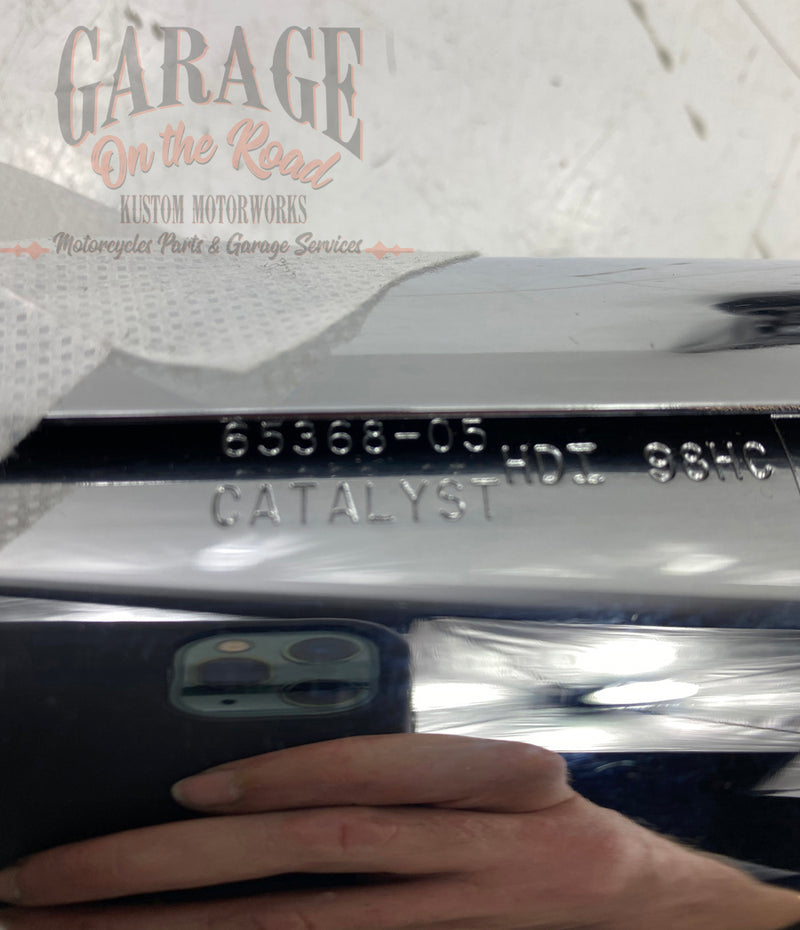 GARAGE
On the Road
KUSTOM MOTORWORKS
Motorcycles Parts & Garage Services
65368-05
HDI 98HC
CATALYST